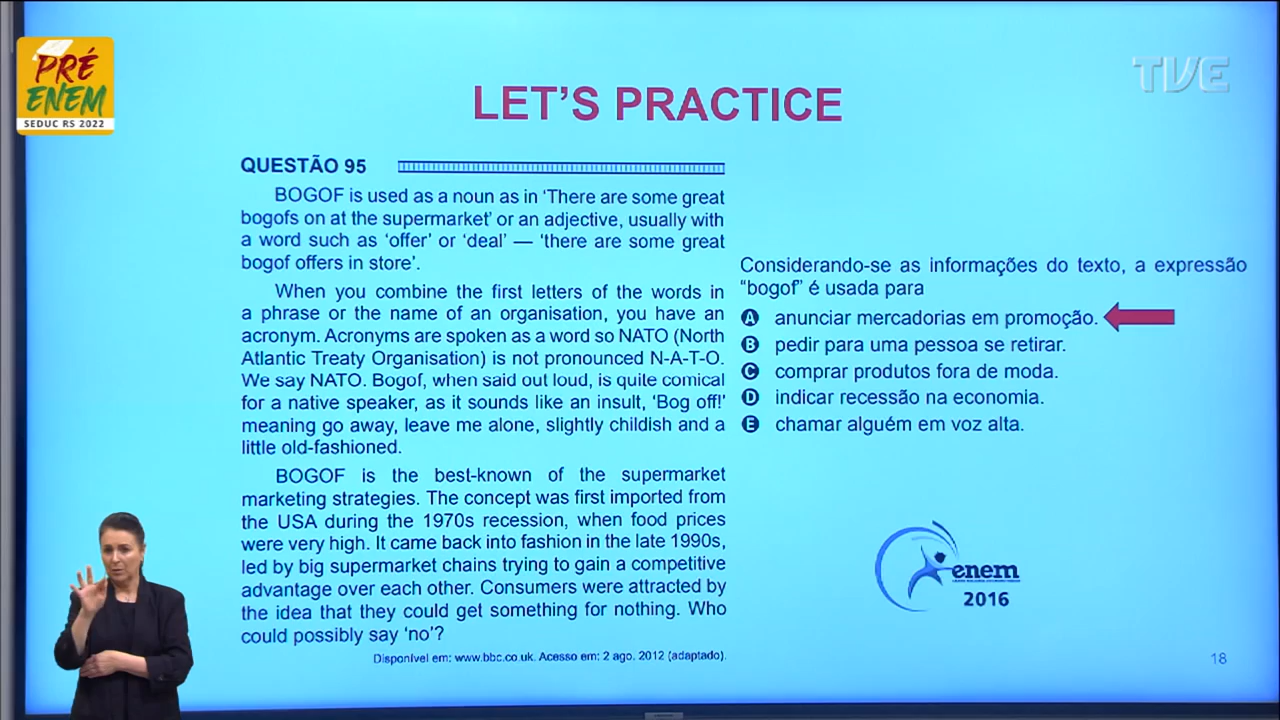 PRÉ
ENEM
SEDUC RS 2022
TVE
LET'S PRACTICE
QUESTÃO 95
BOGOF is used as a noun as in ‘There are some great
bogofs on at the supermarket’ or an adjective, usually with
a word such as ‘offer’ or ‘deal’ — ‘there are some great
bogof offers in store’.
When you combine the first letters of the words in
a phrase or the name of an organisation, you have an
acronym. Acronyms are spoken as a word so NATO (North
Atlantic Treaty Organisation) is not pronounced N-A-T-O.
We say NATO. Bogof, when said out loud, is quite comical
for a native speaker, as it sounds like an insult, ‘Bog off!’
meaning go away, leave me alone, slightly childish and a
little old-fashioned.
BOGOF is the best-known of the supermarket
marketing strategies. The concept was first imported from
the USA during the 1970s recession, when food prices
were very high. It came back into fashion in the late 1990s,
led by big supermarket chains trying to gain a competitive
advantage over each other. Consumers were attracted by
the idea that they could get something for nothing. Who
could possibly say ‘no’?
Disponível em: www.bbc.co.uk. Acesso em: 2 ago. 2012 (adaptado).
Considerando-se as informações do texto, a expressão
“bogof” é usada para
A anunciar mercadorias em promoção.
B pedir para uma pessoa se retirar.
C comprar produtos fora de moda.
D indicar recessão na economia.
E chamar alguém em voz alta.
enem
2016
18